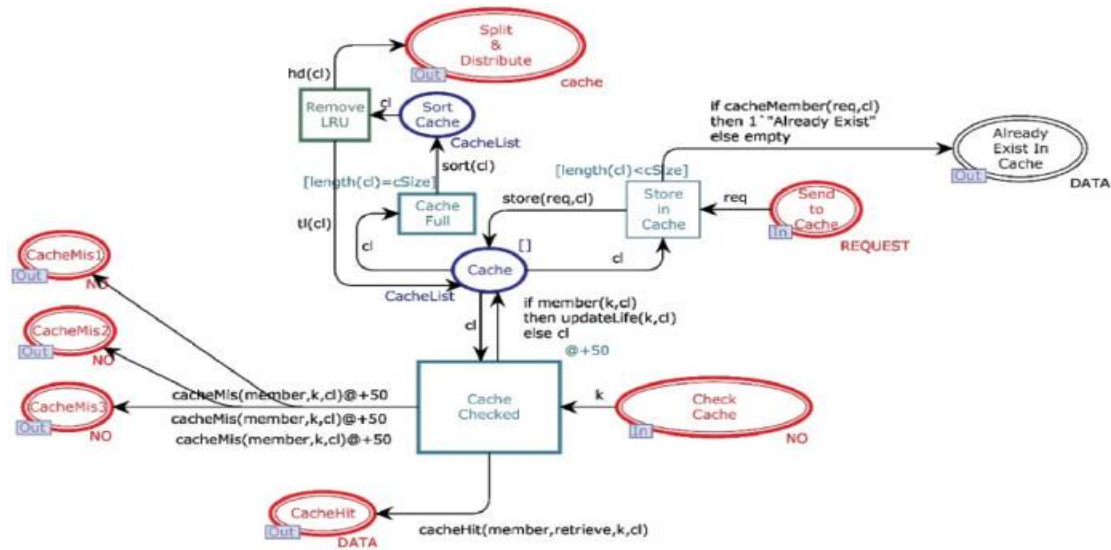 Split
&
Distribute
Out
cache
hd(cl)
Remove
LRU
cl
Sort
Cache
CacheList
sort(cl)
[length(cl)=cSize]
Cache
Full
tl(cl)
cl
if cacheMember(req,cl)
then 1`"Already Exist"
else empty
Already
Exist In
Cache
Out
DATA
[length(cl)<cSize]
Store
in
Cache
store(req,cl)
req
Send
to
Cache
In
REQUEST
cl
[]
Cache
CacheList
CacheMis1
Out
NO
CacheMis2
Out
NO
CacheMis3
Out
NO
cl
if member(k,cl)
then updateLife(k,cl)
else cl
@+50
Cache
Checked
k
Check
Cache
In
NO
cacheMis(member,k,cl)@+50
cacheMis(member,k,cl)@+50
cacheMis(member,k,cl)@+50
CacheHit
Out
DATA
cacheHit(member,retrieve,k,cl)